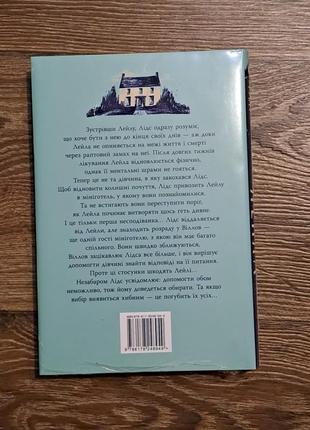 Зустрівши Лейлу, Лідс одразу розуміє,
що хоче бути з нею до кінця своїх днів — аж доки
Лейла не опиняється на межі життя і смерті
через раптовий замах на неї. Після довгих тижнів
лікування Лейла відновлюється фізично,
однак її ментальні шрами не гояться.
Тепер це не та дівчина, в яку закохався Лідс.
Щоб відновити колишні почуття, Лідс привозить Лейлу
в мініготель, у якому вони познайомилися.
Та не встигають вони переступити поріг,
як Лейла починає витворяти щось геть дивне.
І це тільки перша несподіванка... Лідс віддаляється
від Лейли, але знаходить розраду у Віллов —
ще одній гості мініготелю, з якою він має багато
спільного. Вони швидко зближуються,
Віллов зацікавлює Лідса все більше, і він вирішує
допомогти дівчині знайти відповіді на її питання.
Проте ці стосунки шкодять Лейлі...
Незабаром Лідс усвідомлює: допомогти обом
неможливо, тож йому доведеться обирати. Та якщо
вибір виявиться хибним — це погубить їх усіх...